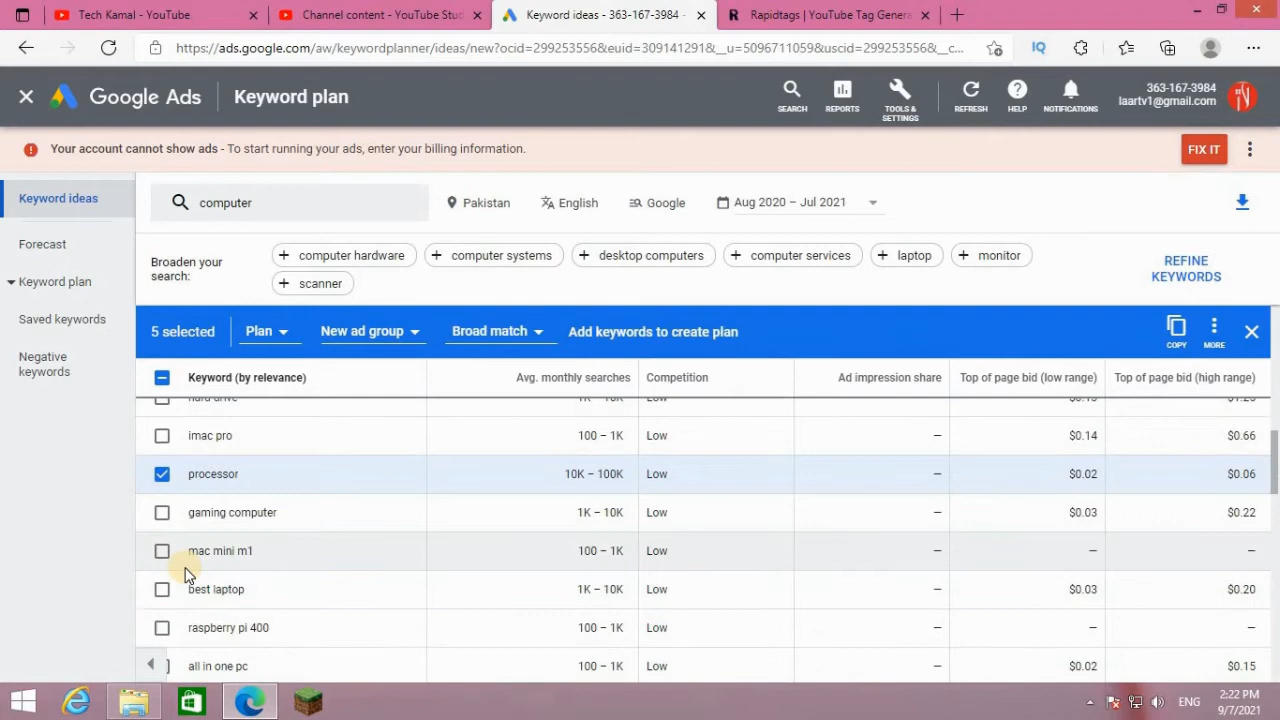 Tech Kamal - YouTube
Channel content - YouTube Stud
Keyword ideas - 363-167-3984 -
Rapidtags | YouTube Tag Genera
https://ads.google.com/aw/keywordplanner/ideas/new?ocid=299253556&euid=309141291&__u=5096711059&uscid=299253556&__c...
IQ
Google Ads
Keyword plan
SEARCH
REPORTS
TOOLS & SETTINGS
REFRESH
HELP
NOTIFICATIONS
363-167-3984
laartv1@gmail.com
Your account cannot show ads - To start running your ads, enter your billing information.
FIX IT
Keyword ideas
Forecast
Keyword plan
Saved keywords
Negative
keywords
computer
Pakistan
English
Google
Aug 2020 – Jul 2021
Broaden your
search:
+ computer hardware
+ computer systems
+ desktop computers
+ computer services
+ laptop
+ monitor
+ scanner
REFINE
KEYWORDS
5 selected
Plan
New ad group
Broad match
Add keywords to create plan
COPY
MORE
Keyword (by relevance) Avg. monthly searches Competition Ad impression share Top of page bid (low range) Top of page bid (high range)
hard drive 1K – 10K Low – 
imac pro 100 – 1K Low – $0.14 $0.66
processor 10K – 100K Low – $0.02 $0.06
gaming computer 1K – 10K Low – $0.03 $0.22
mac mini m1 100 – 1K Low – – –
best laptop 1K – 10K Low – $0.03 $0.20
raspberry pi 400 100 – 1K Low – – –
all in one pc 100 – 1K Low – $0.02 $0.15
ENG
2:22 PM
9/7/2021